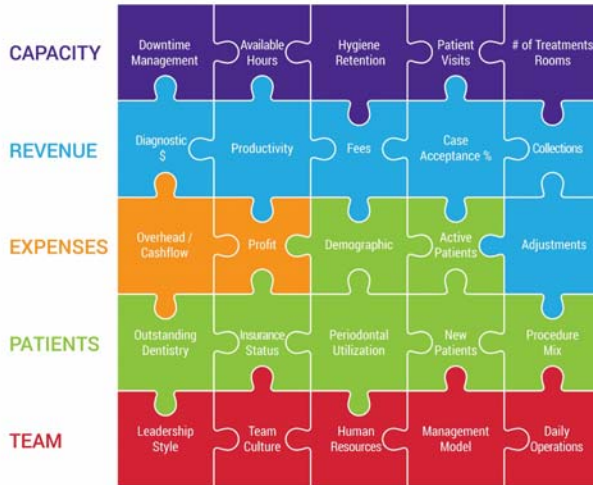 CAPACITY
Downtime
Management
Available
Hours
Hygiene
Retention
Patient
Visits
# of Treatments
Rooms
REVENUE
Diagnostic
$
Productivity
Fees
Case
Acceptance %
Collections
EXPENSES
Overhead /
Cashflow
Profit
Demographic
Active
Patients
Adjustments
PATIENTS
Outstanding
Dentistry
Insurance
Status
Periodontal
Utilization
New
Patients
Procedure
Mix
TEAM
Leadership
Style
Team
Culture
Human
Resources
Management
Model
Daily
Operations